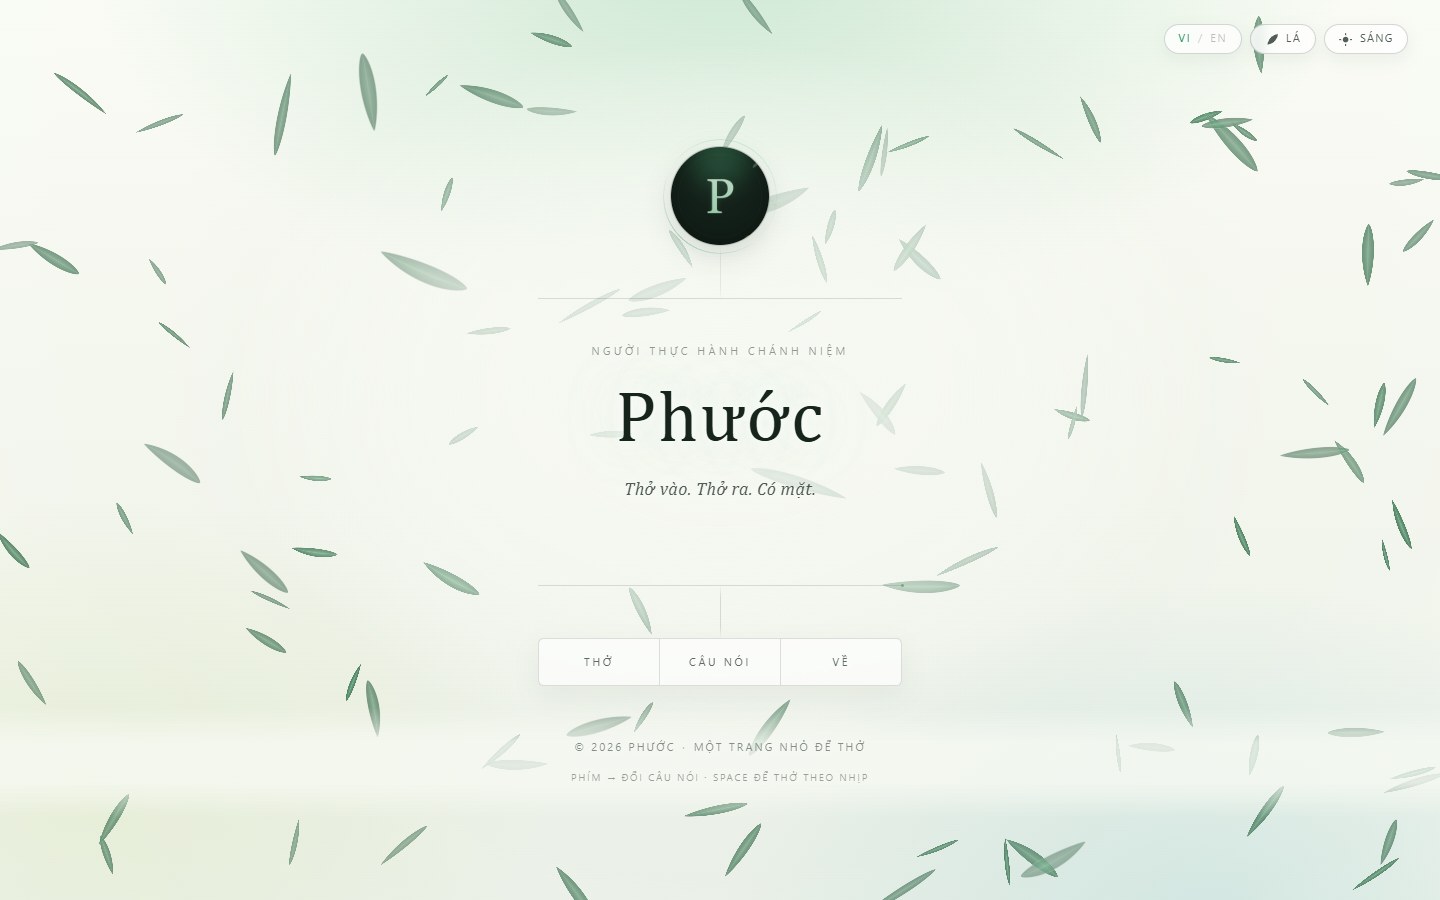 VI / EN
LÁ
SÁNG
P
NGƯỜI THỰC HÀNH CHÁNH NIỆM
Phước
Thở vào. Thở ra. Có mặt.
THỞ
CÂU NÓI
VỀ
© 2026 PHƯỚC · MỘT TRANG NHỎ ĐỂ THỞ
PHÍM → ĐỔI CÂU NÓI · SPACE ĐỂ THỞ THEO NHỊP